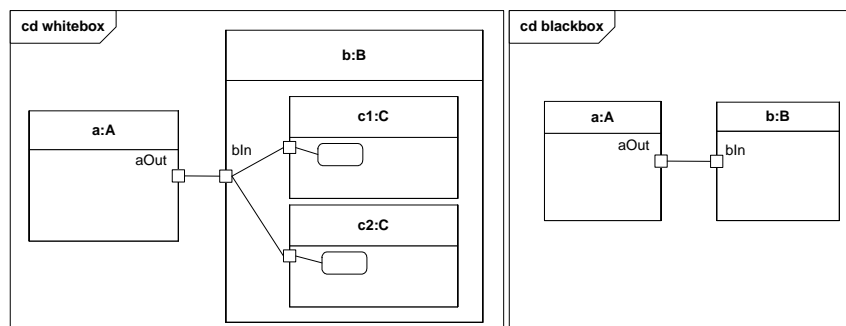 cd whitebox
b:B
c1:C
a:A
aOut
bIn
c2:C
cd blackbox
a:A
b:B
aOut
bIn